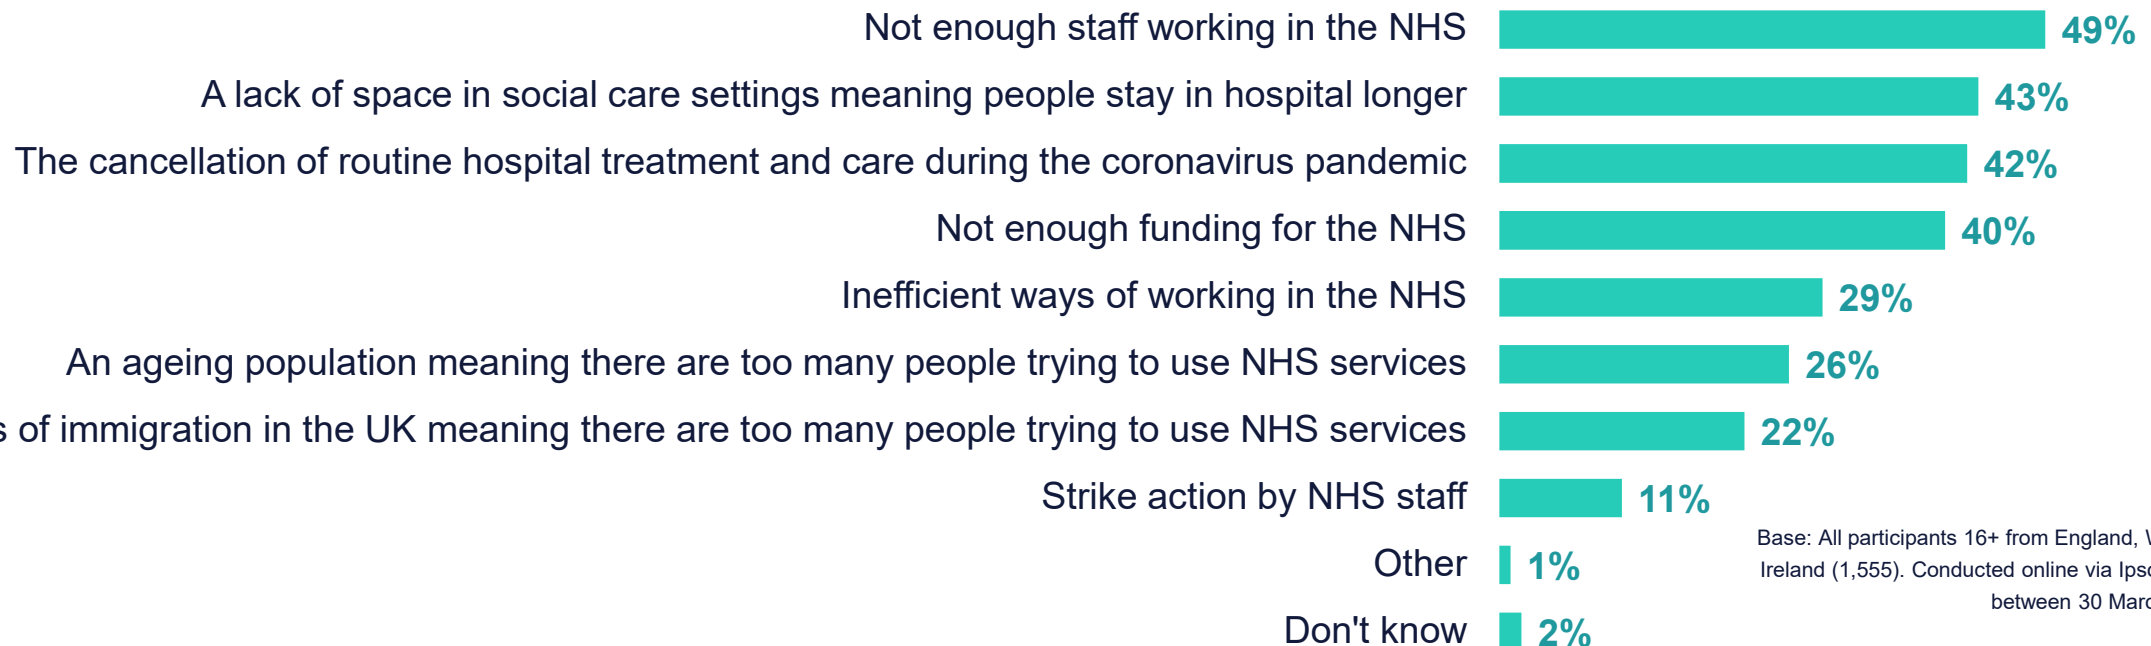 Not enough staff working in the NHS 49%
A lack of space in social care settings meaning people stay in hospital longer 43%
The cancellation of routine hospital treatment and care during the coronavirus pandemic 42%
Not enough funding for the NHS 40%
Inefficient ways of working in the NHS 29%
An ageing population meaning there are too many people trying to use NHS services 26%
of immigration in the UK meaning there are too many people trying to use NHS services 22%
Strike action by NHS staff 11%
Other 1%
Don't know 2%
Base: All participants 16+ from England,
Ireland (1,555). Conducted online via
between 30